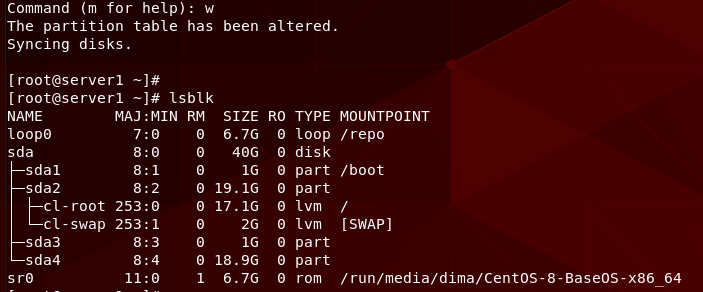 Command (m for help): w
The partition table has been altered.
Syncing disks.
[root@server1 ~]#
[root@server1 ~]# lsblk
NAME        MAJ:MIN RM  SIZE RO TYPE MOUNTPOINT
loop0         7:0    0  6.7G  0 loop /repo
sda           8:0    0   40G  0 disk
├─sda1        8:1    0    1G  0 part /boot
├─sda2        8:2    0 19.1G  0 part
│ ├─cl-root 253:0    0 17.1G  0 lvm  /
│ └─cl-swap 253:1    0    2G  0 lvm  [SWAP]
├─sda3        8:3    0    1G  0 part
└─sda4        8:4    0 18.9G  0 part
sr0          11:0    1  6.7G  0 rom  /run/media/dima/CentOS-8-BaseOS-x86_64